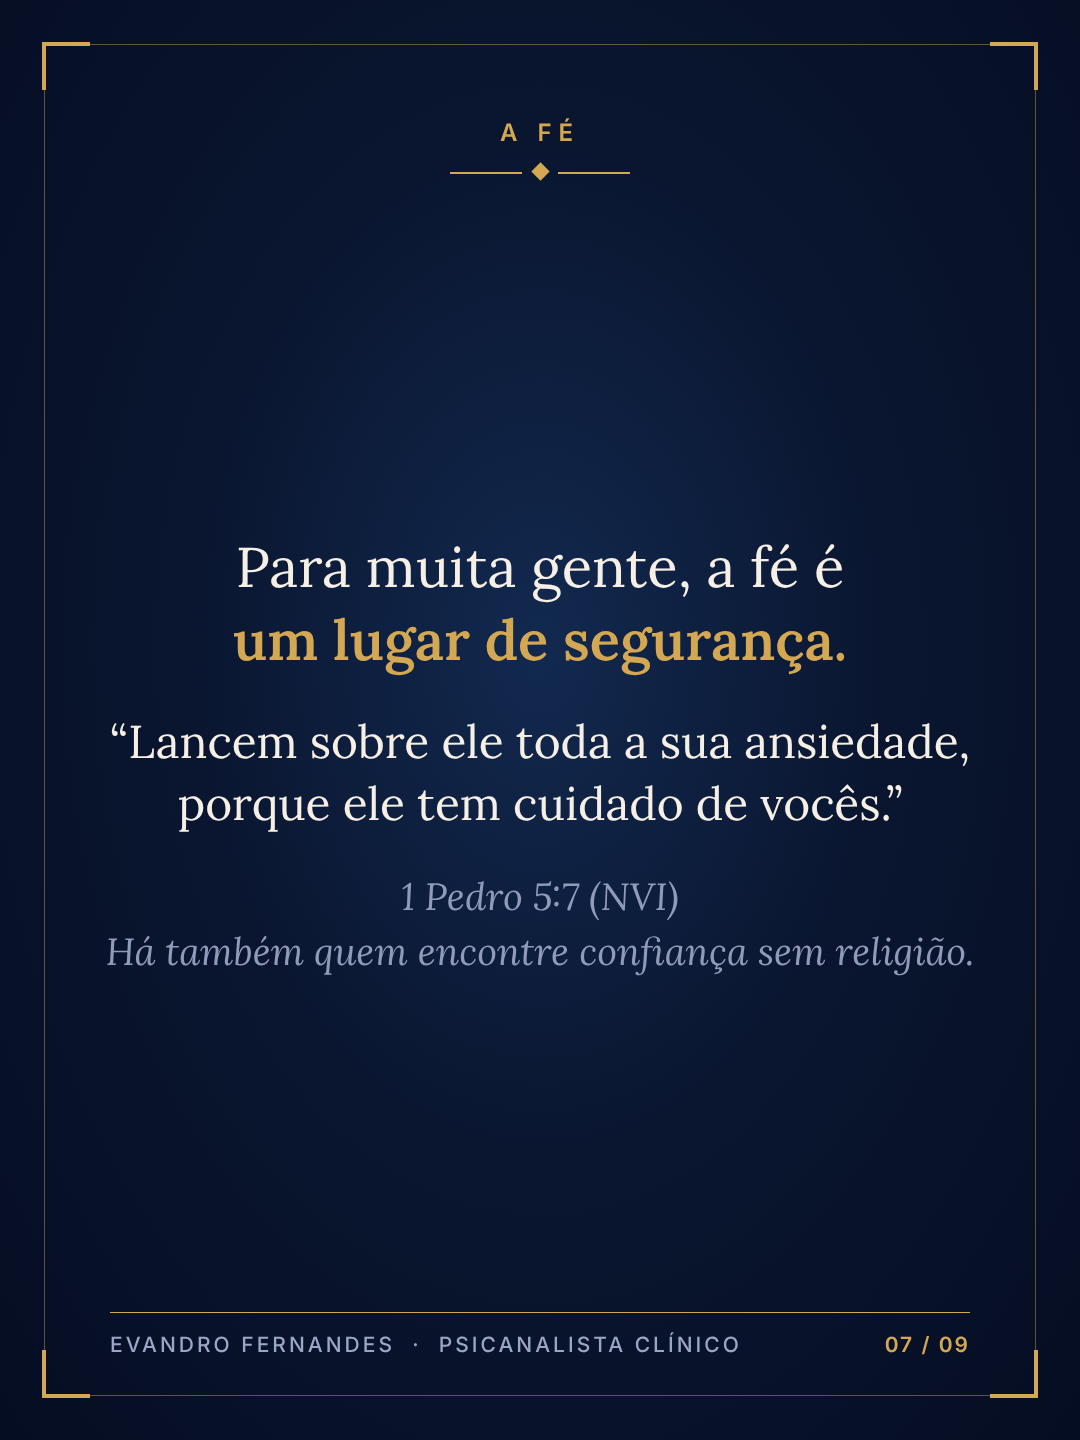 A FÉ
Para muita gente, a fé é
um lugar de segurança.
“Lancem sobre ele toda a sua ansiedade,
porque ele tem cuidado de vocês.”
1 Pedro 5:7 (NVI)
Há também quem encontre confiança sem religião.
EVANDRO FERNANDES · PSICANALISTA CLÍNICO 07 / 09